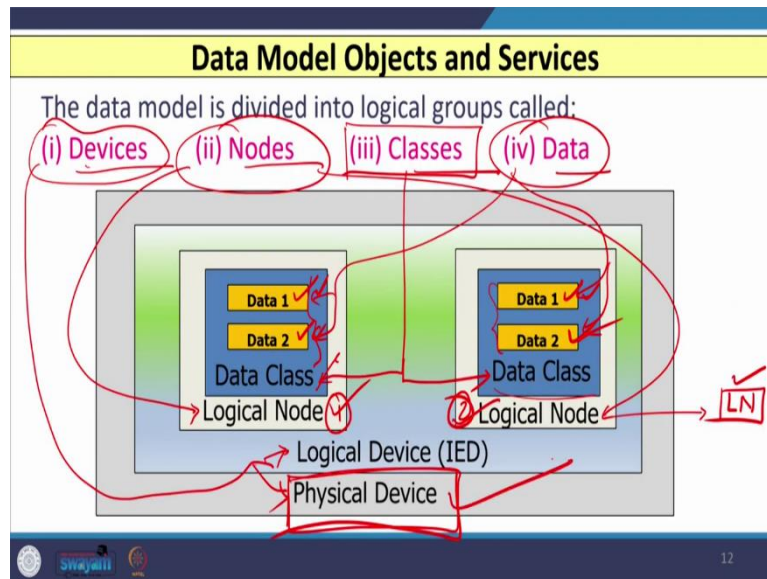 Data Model Objects and Services
The data model is divided into logical groups called:
(i) Devices (ii) Nodes (iii) Classes (iv) Data
Data 1 Data 1
Data 2 Data 2
Data Class Data Class
Logical Node 1 2 Logical Node LN
Logical Device (IED)
Physical Device
swayam 12